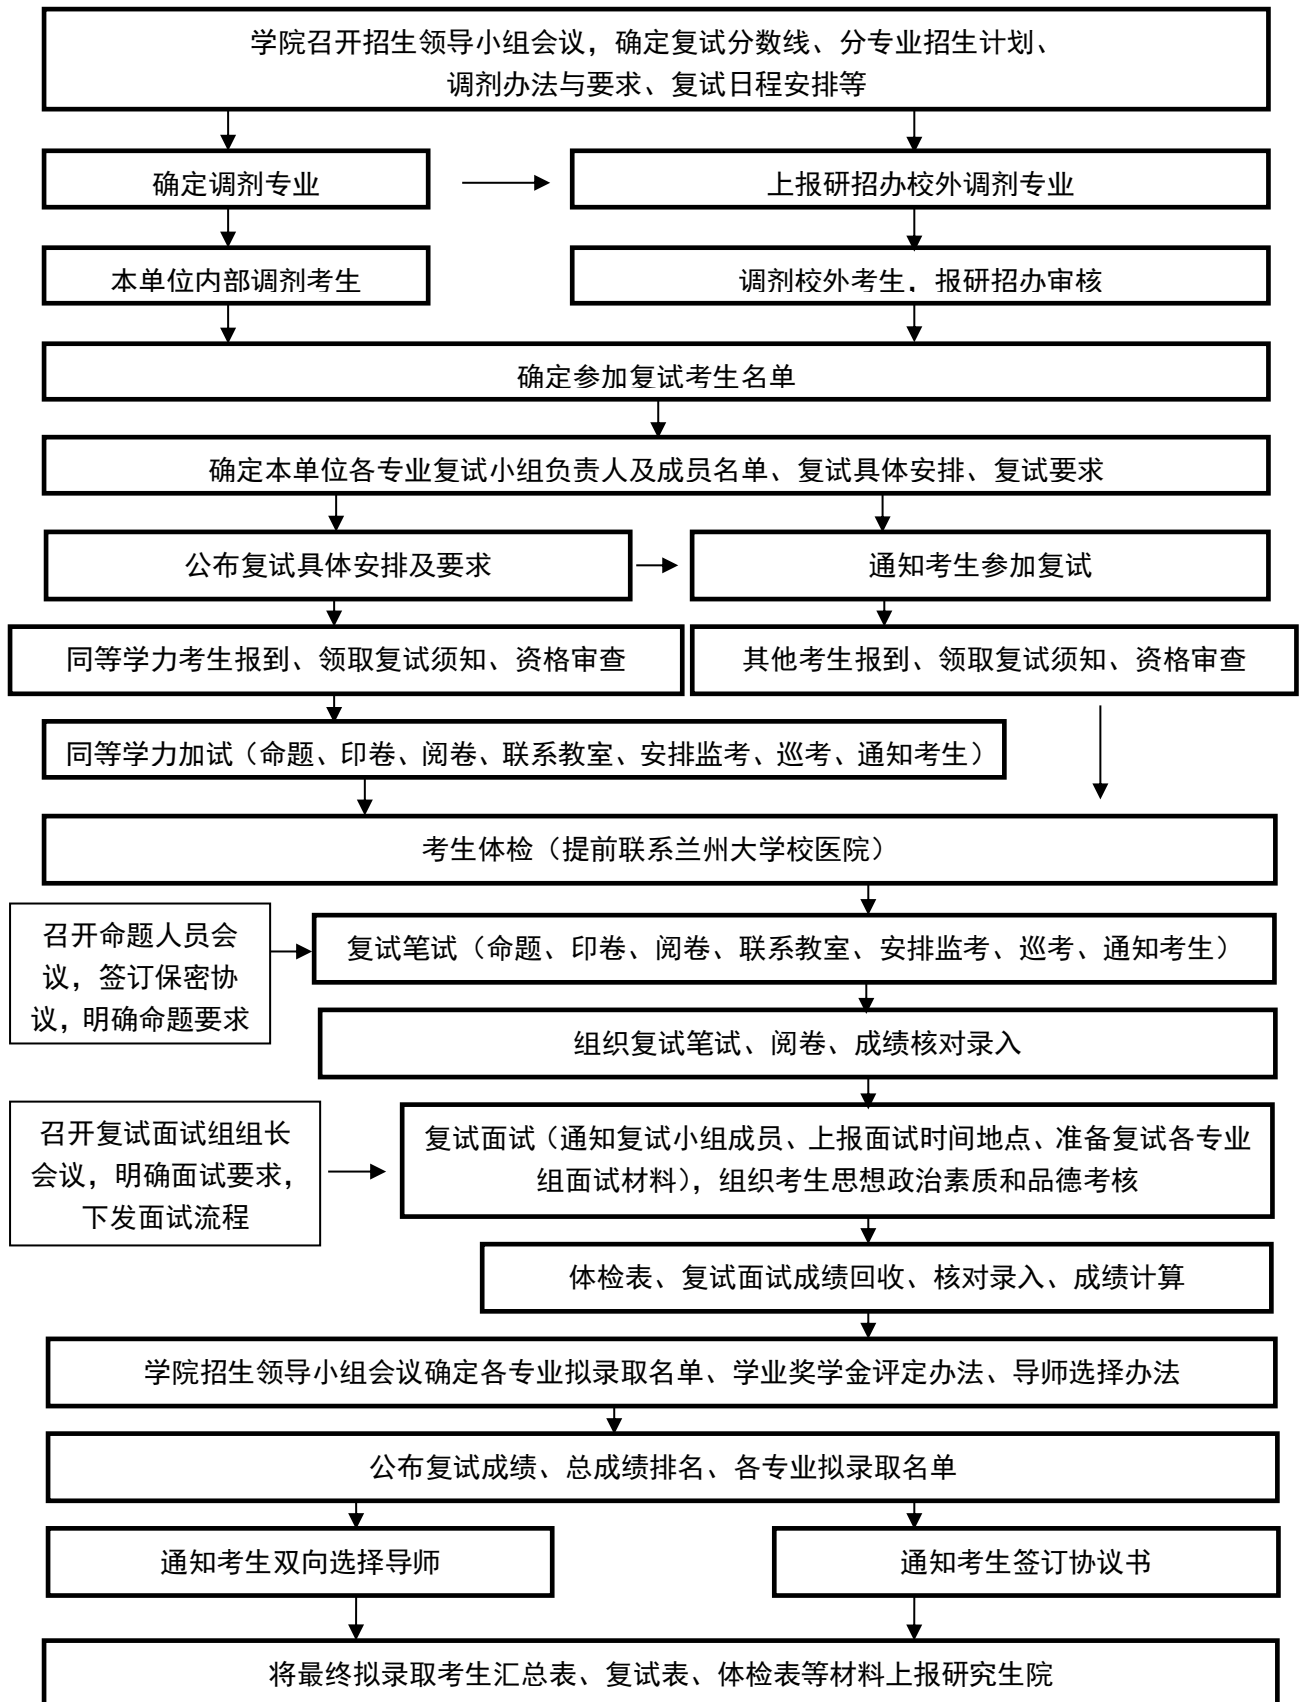 学院召开招生领导小组会议，确定复试分数线、分专业招生计划、
调剂办法与要求、复试日程安排等
确定调剂专业
上报研招办校外调剂专业
本单位内部调剂考生
调剂校外考生，报研招办审核
确定参加复试考生名单
确定本单位各专业复试小组负责人及成员名单、复试具体安排、复试要求
公布复试具体安排及要求
通知考生参加复试
同等学力考生报到、领取复试须知、资格审查
其他考生报到、领取复试须知、资格审查
同等学力加试（命题、印卷、阅卷、联系教室、安排监考、巡考、通知考生）
考生体检（提前联系兰州大学校医院）
召开命题人员会
议，签订保密协
议，明确命题要求
复试笔试（命题、印卷、阅卷、联系教室、安排监考、巡考、通知考生）
组织复试笔试、阅卷、成绩核对录入
召开复试面试组组长
会议，明确面试要求，
下发面试流程
复试面试（通知复试小组成员、上报面试时间地点、准备复试各专业
组面试材料），组织考生思想政治素质和品德考核
体检表、复试面试成绩回收、核对录入、成绩计算
学院招生领导小组会议确定各专业拟录取名单、学业奖学金评定办法、导师选择办法
公布复试成绩、总成绩排名、各专业拟录取名单
通知考生双向选择导师
通知考生签订协议书
将最终拟录取考生汇总表、复试表、体检表等材料上报研究生院